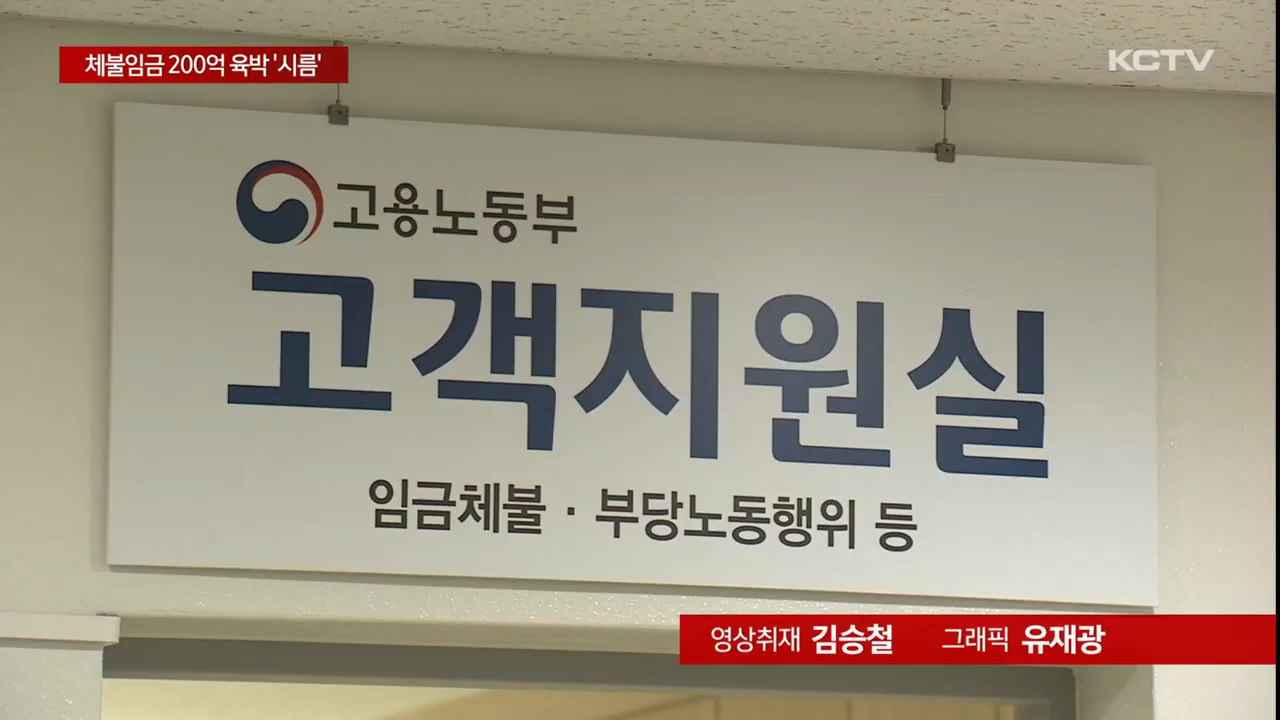 체불임금 200억 육박 '시름'
KCTV
고용노동부
고객지원실
임금체불 · 부당노동행위 등
영상취재 김승철 그래픽 유재광